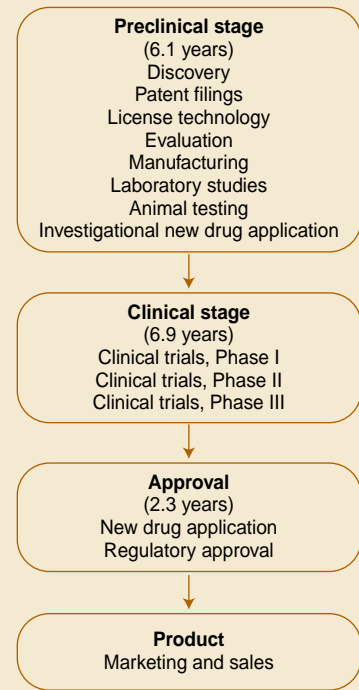 Preclinical stage
(6.1 years)
Discovery
Patent filings
License technology
Evaluation
Manufacturing
Laboratory studies
Animal testing
Investigational new drug application
Clinical stage
(6.9 years)
Clinical trials, Phase I
Clinical trials, Phase II
Clinical trials, Phase III
Approval
(2.3 years)
New drug application
Regulatory approval
Product
Marketing and sales